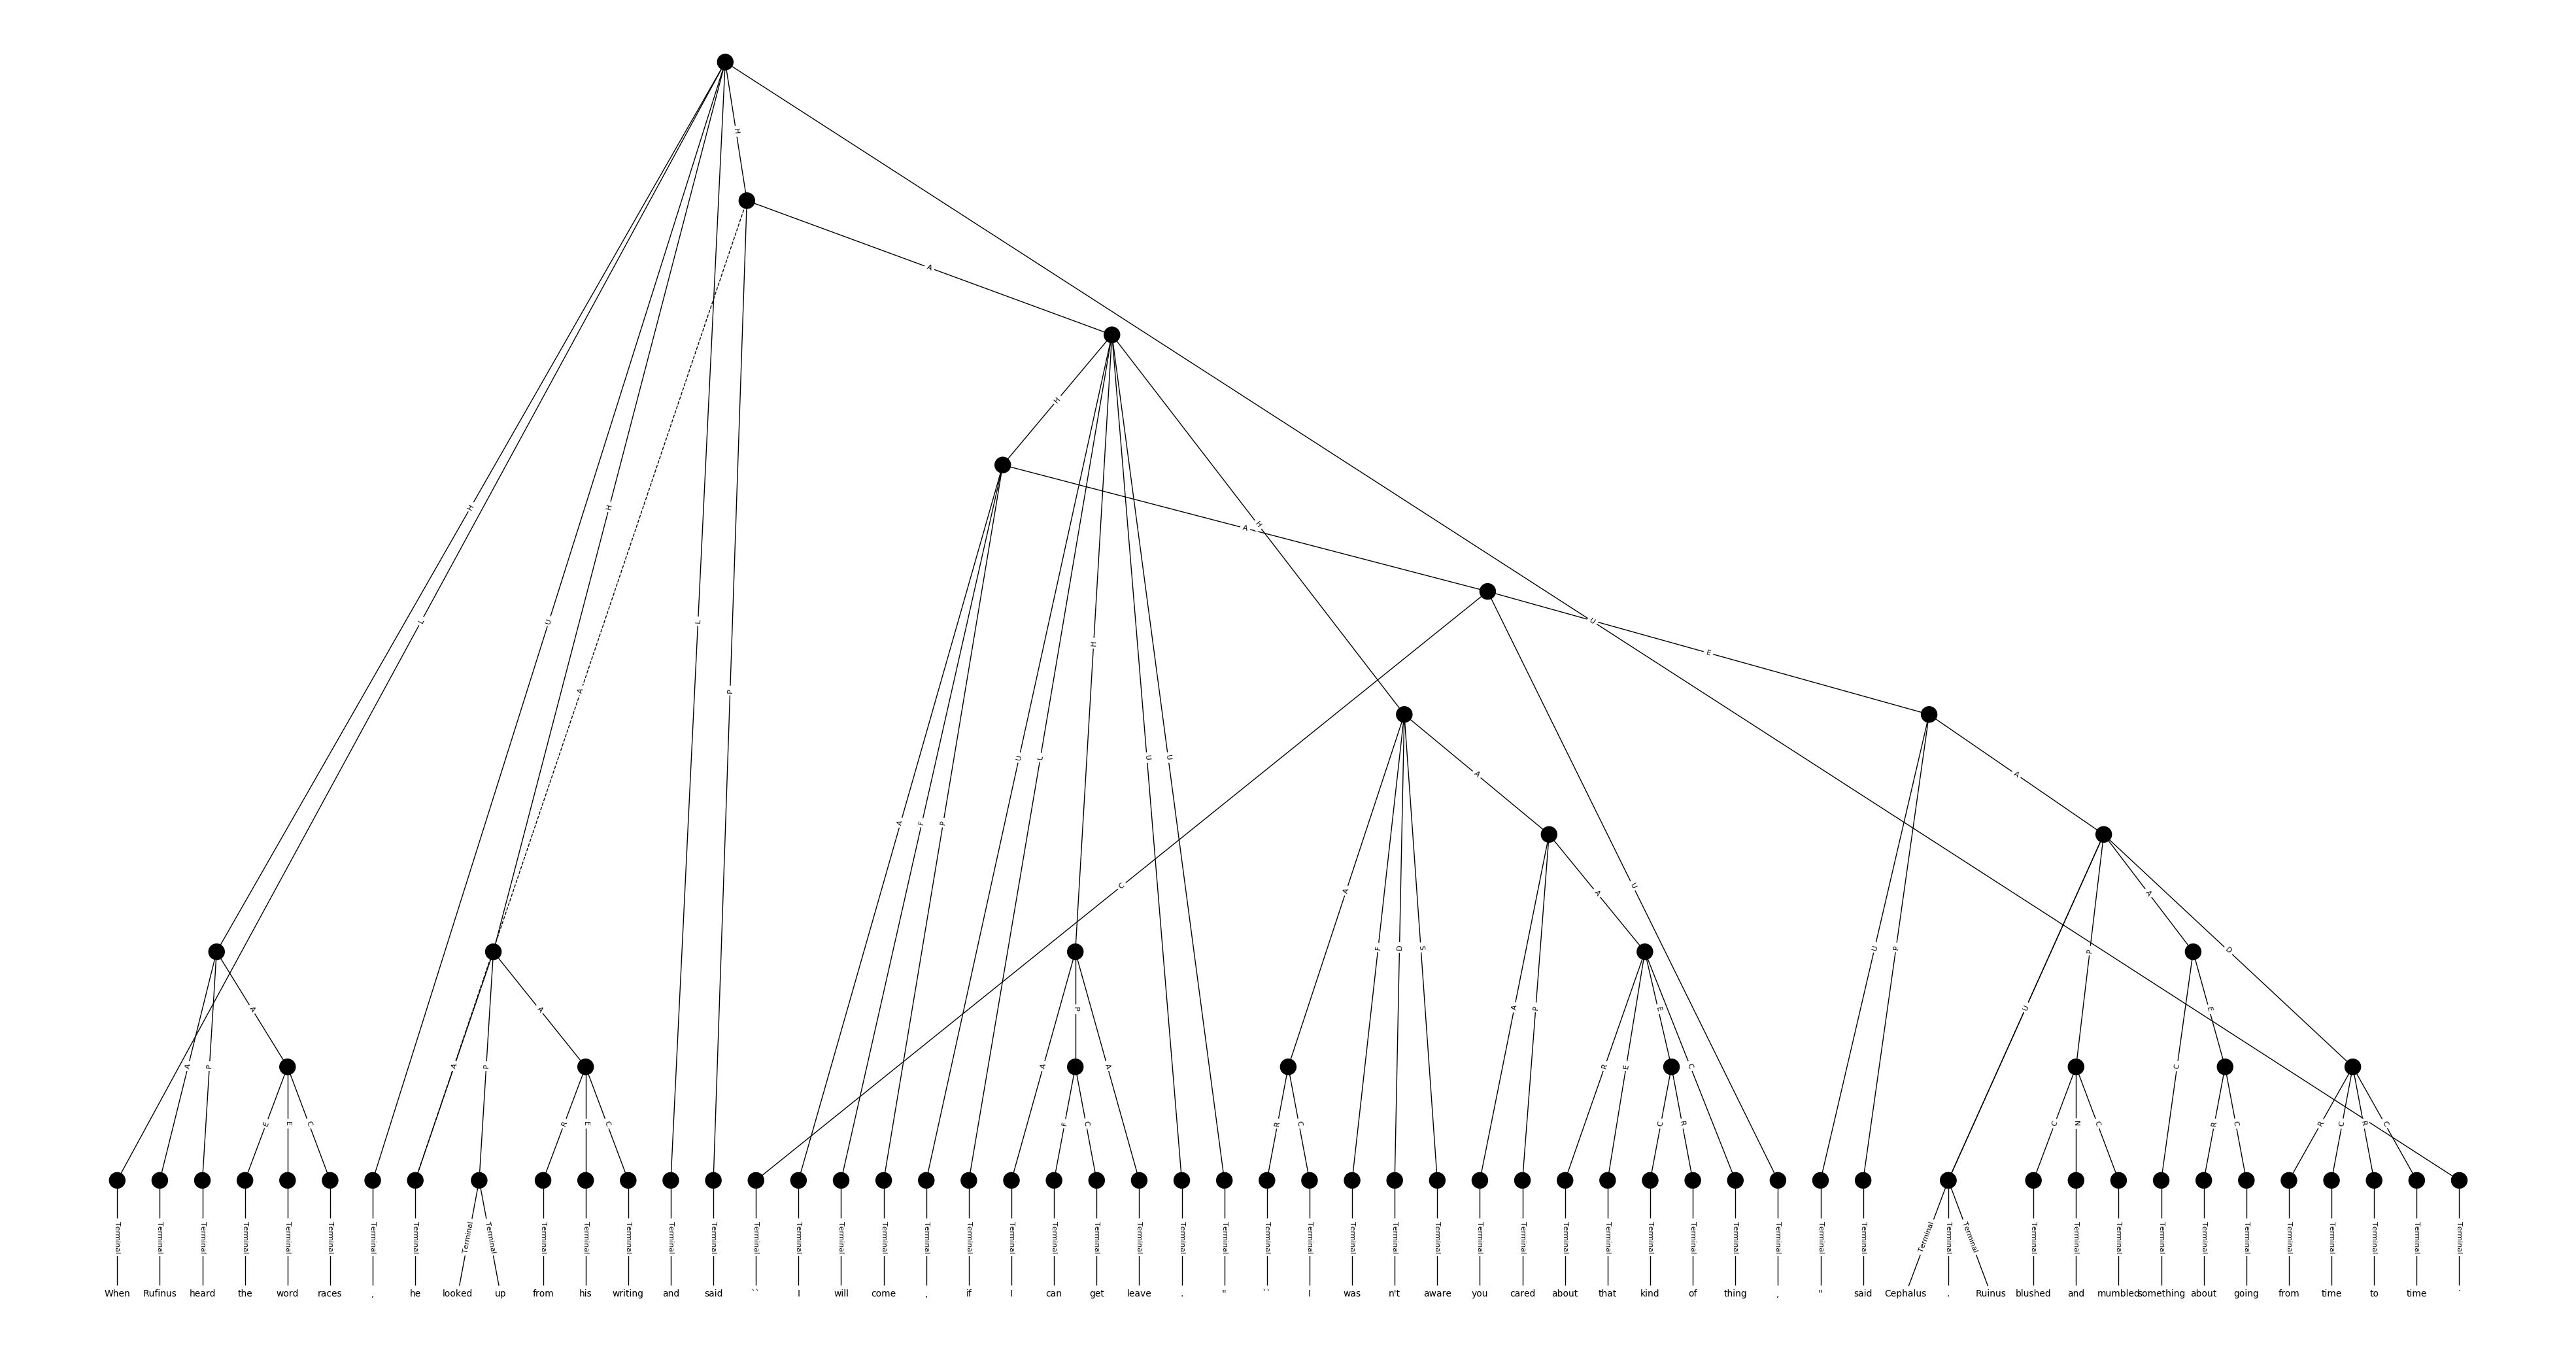 H
A
H
H
A
H
L
U
H
L
A
P
H
U
E
A
A
F
P
U
L
U
U
C
A
U
A
F
D
S
A
A
P
U
P
U
P
A
D
A
P
A
A
P
A
A
P
A
R
E
E
C
C
E
E
E
C
R
E
C
F
C
R
C
C
R
C
N
C
R
C
R
C
R
C
Terminal Terminal Terminal Terminal Terminal Terminal Terminal Terminal Terminal Terminal Terminal Terminal Terminal Terminal Terminal Terminal Terminal Terminal Terminal Terminal Terminal Terminal Terminal Terminal Terminal Terminal Terminal Terminal Terminal Terminal Terminal Terminal Terminal Terminal Terminal Terminal Terminal Terminal Terminal Terminal Terminal Terminal Terminal Terminal Terminal Terminal Terminal Terminal Terminal Terminal Terminal Terminal Terminal Terminal Terminal Terminal
When Rufinus heard the word races , he looked up from his writing and said `` I will come , if I can get leave . " `` I was n't aware you cared about that kind of thing , " said Cephalus . Ruinus blushed and mumbled something about going from time to time .